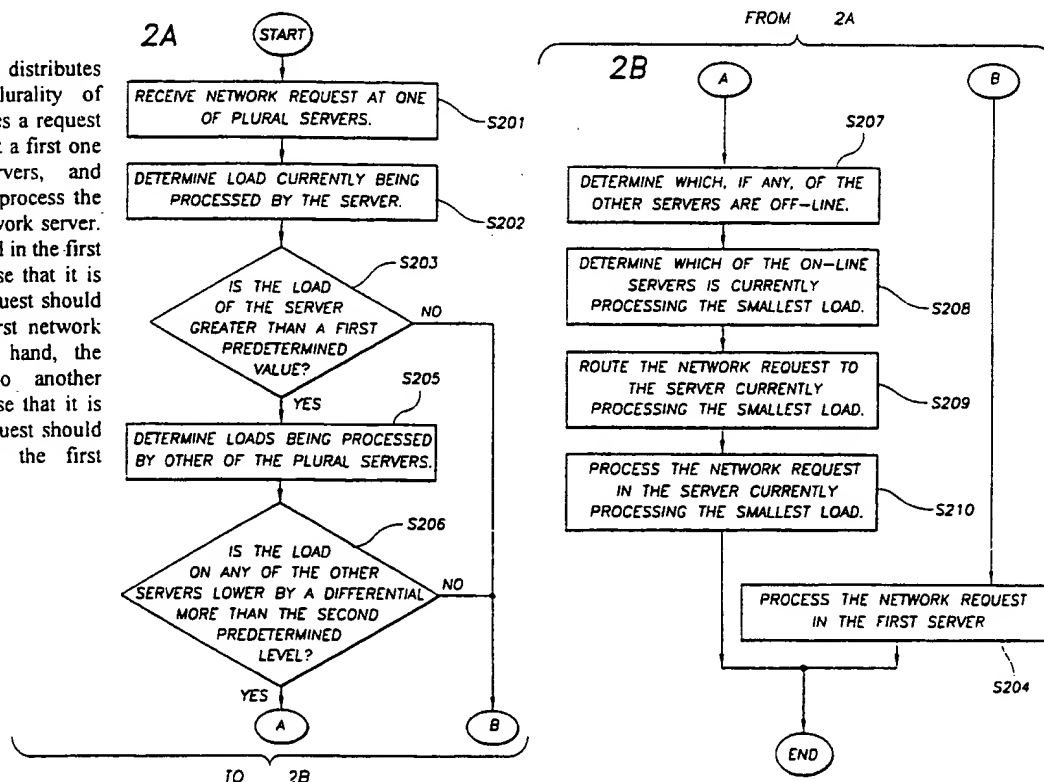 distributes
lurality of
es a request
a first one
rvers, and
process the
work server.
d in the first
se that it is
quest should
rst network
hand, the
o another
se that it is
quest should
the first
2A
START
RECEIVE NETWORK REQUEST AT ONE
OF PLURAL SERVERS.
S201
DETERMINE LOAD CURRENTLY BEING
PROCESSED BY THE SERVER.
S202
S203
IS THE LOAD
OF THE SERVER
GREATER THAN A FIRST
PREDETERMINED
VALUE?
NO
YES
S205
DETERMINE LOADS BEING PROCESSED
BY OTHER OF THE PLURAL SERVERS.
S206
IS THE LOAD
ON ANY OF THE OTHER
SERVERS LOWER BY A DIFFERENTIAL
MORE THAN THE SECOND
PREDETERMINED
LEVEL?
NO
YES
A
B
TO 2B
FROM 2A
2B
A
B
S207
DETERMINE WHICH, IF ANY, OF THE
OTHER SERVERS ARE OFF-LINE.
DETERMINE WHICH OF THE ON-LINE
SERVERS IS CURRENTLY
PROCESSING THE SMALLEST LOAD.
S208
ROUTE THE NETWORK REQUEST TO
THE SERVER CURRENTLY
PROCESSING THE SMALLEST LOAD.
S209
PROCESS THE NETWORK REQUEST
IN THE SERVER CURRENTLY
PROCESSING THE SMALLEST LOAD.
S210
PROCESS THE NETWORK REQUEST
IN THE FIRST SERVER
S204
END